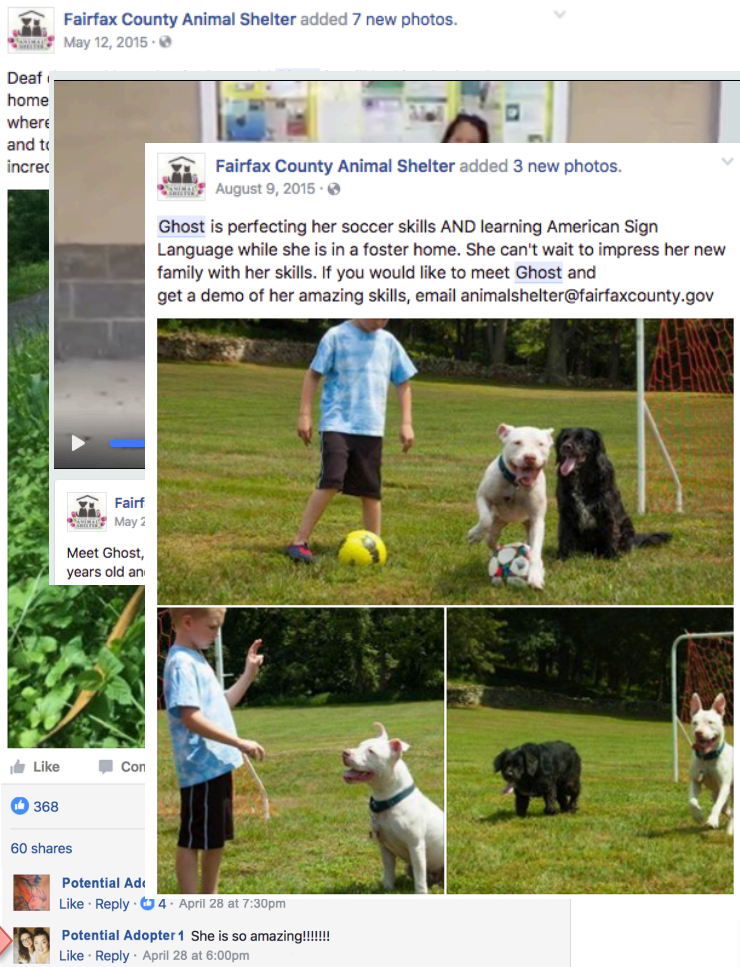 Fairfax County Animal Shelter added 7 new photos.
May 12, 2015 ·
Deaf
home
where
and to
incred
Fairfax County Animal Shelter added 3 new photos.
August 9, 2015 ·
Ghost is perfecting her soccer skills AND learning American Sign
Language while she is in a foster home. She can't wait to impress her new
family with her skills. If you would like to meet Ghost and
get a demo of her amazing skills, email animalshelter@fairfaxcounty.gov
Fairf
May 2
Meet Ghost,
years old and
Like Com
368
60 shares
Potential Ado
Like · Reply · 4 · April 28 at 7:30pm
Potential Adopter 1 She is so amazing!!!!!!!
Like · Reply · April 28 at 6:00pm